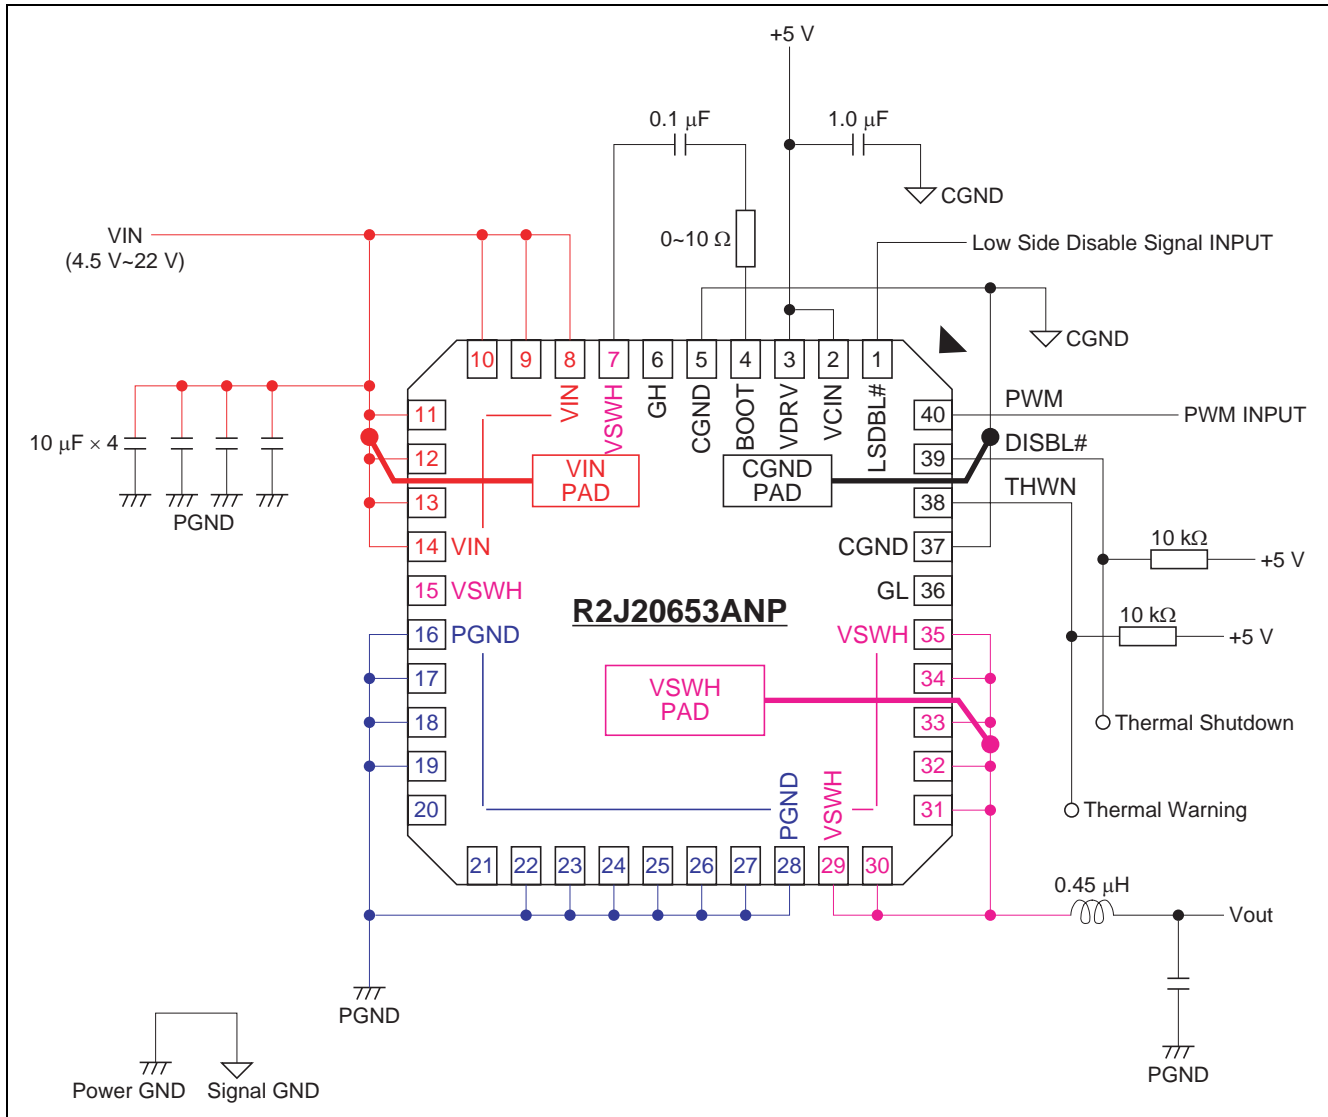 +5 V
0.1 μF
1.0 μF
CGND
VIN
(4.5 V~22 V)
0~10 Ω
Low Side Disable Signal INPUT
CGND
10
9
8
7
6
5
4
3
2
1
VIN
VSWH
GH
CGND
BOOT
VDRV
VCIN
LSDBL#
10 μF × 4
PGND
11
12
13
14
VIN
15
VSWH
16
PGND
17
18
19
20
VIN
PAD
CGND
PAD
40
PWM
PWM INPUT
39
DISBL#
38
THWN
CGND
37
GL
36
VSWH
35
34
33
32
31
10 kΩ
+5 V
10 kΩ
+5 V
R2J20653ANP
VSWH
PAD
Thermal Shutdown
Thermal Warning
PGND
VSWH
21
22
23
24
25
26
27
28
29
30
0.45 μH
Vout
PGND
PGND
Power GND
Signal GND